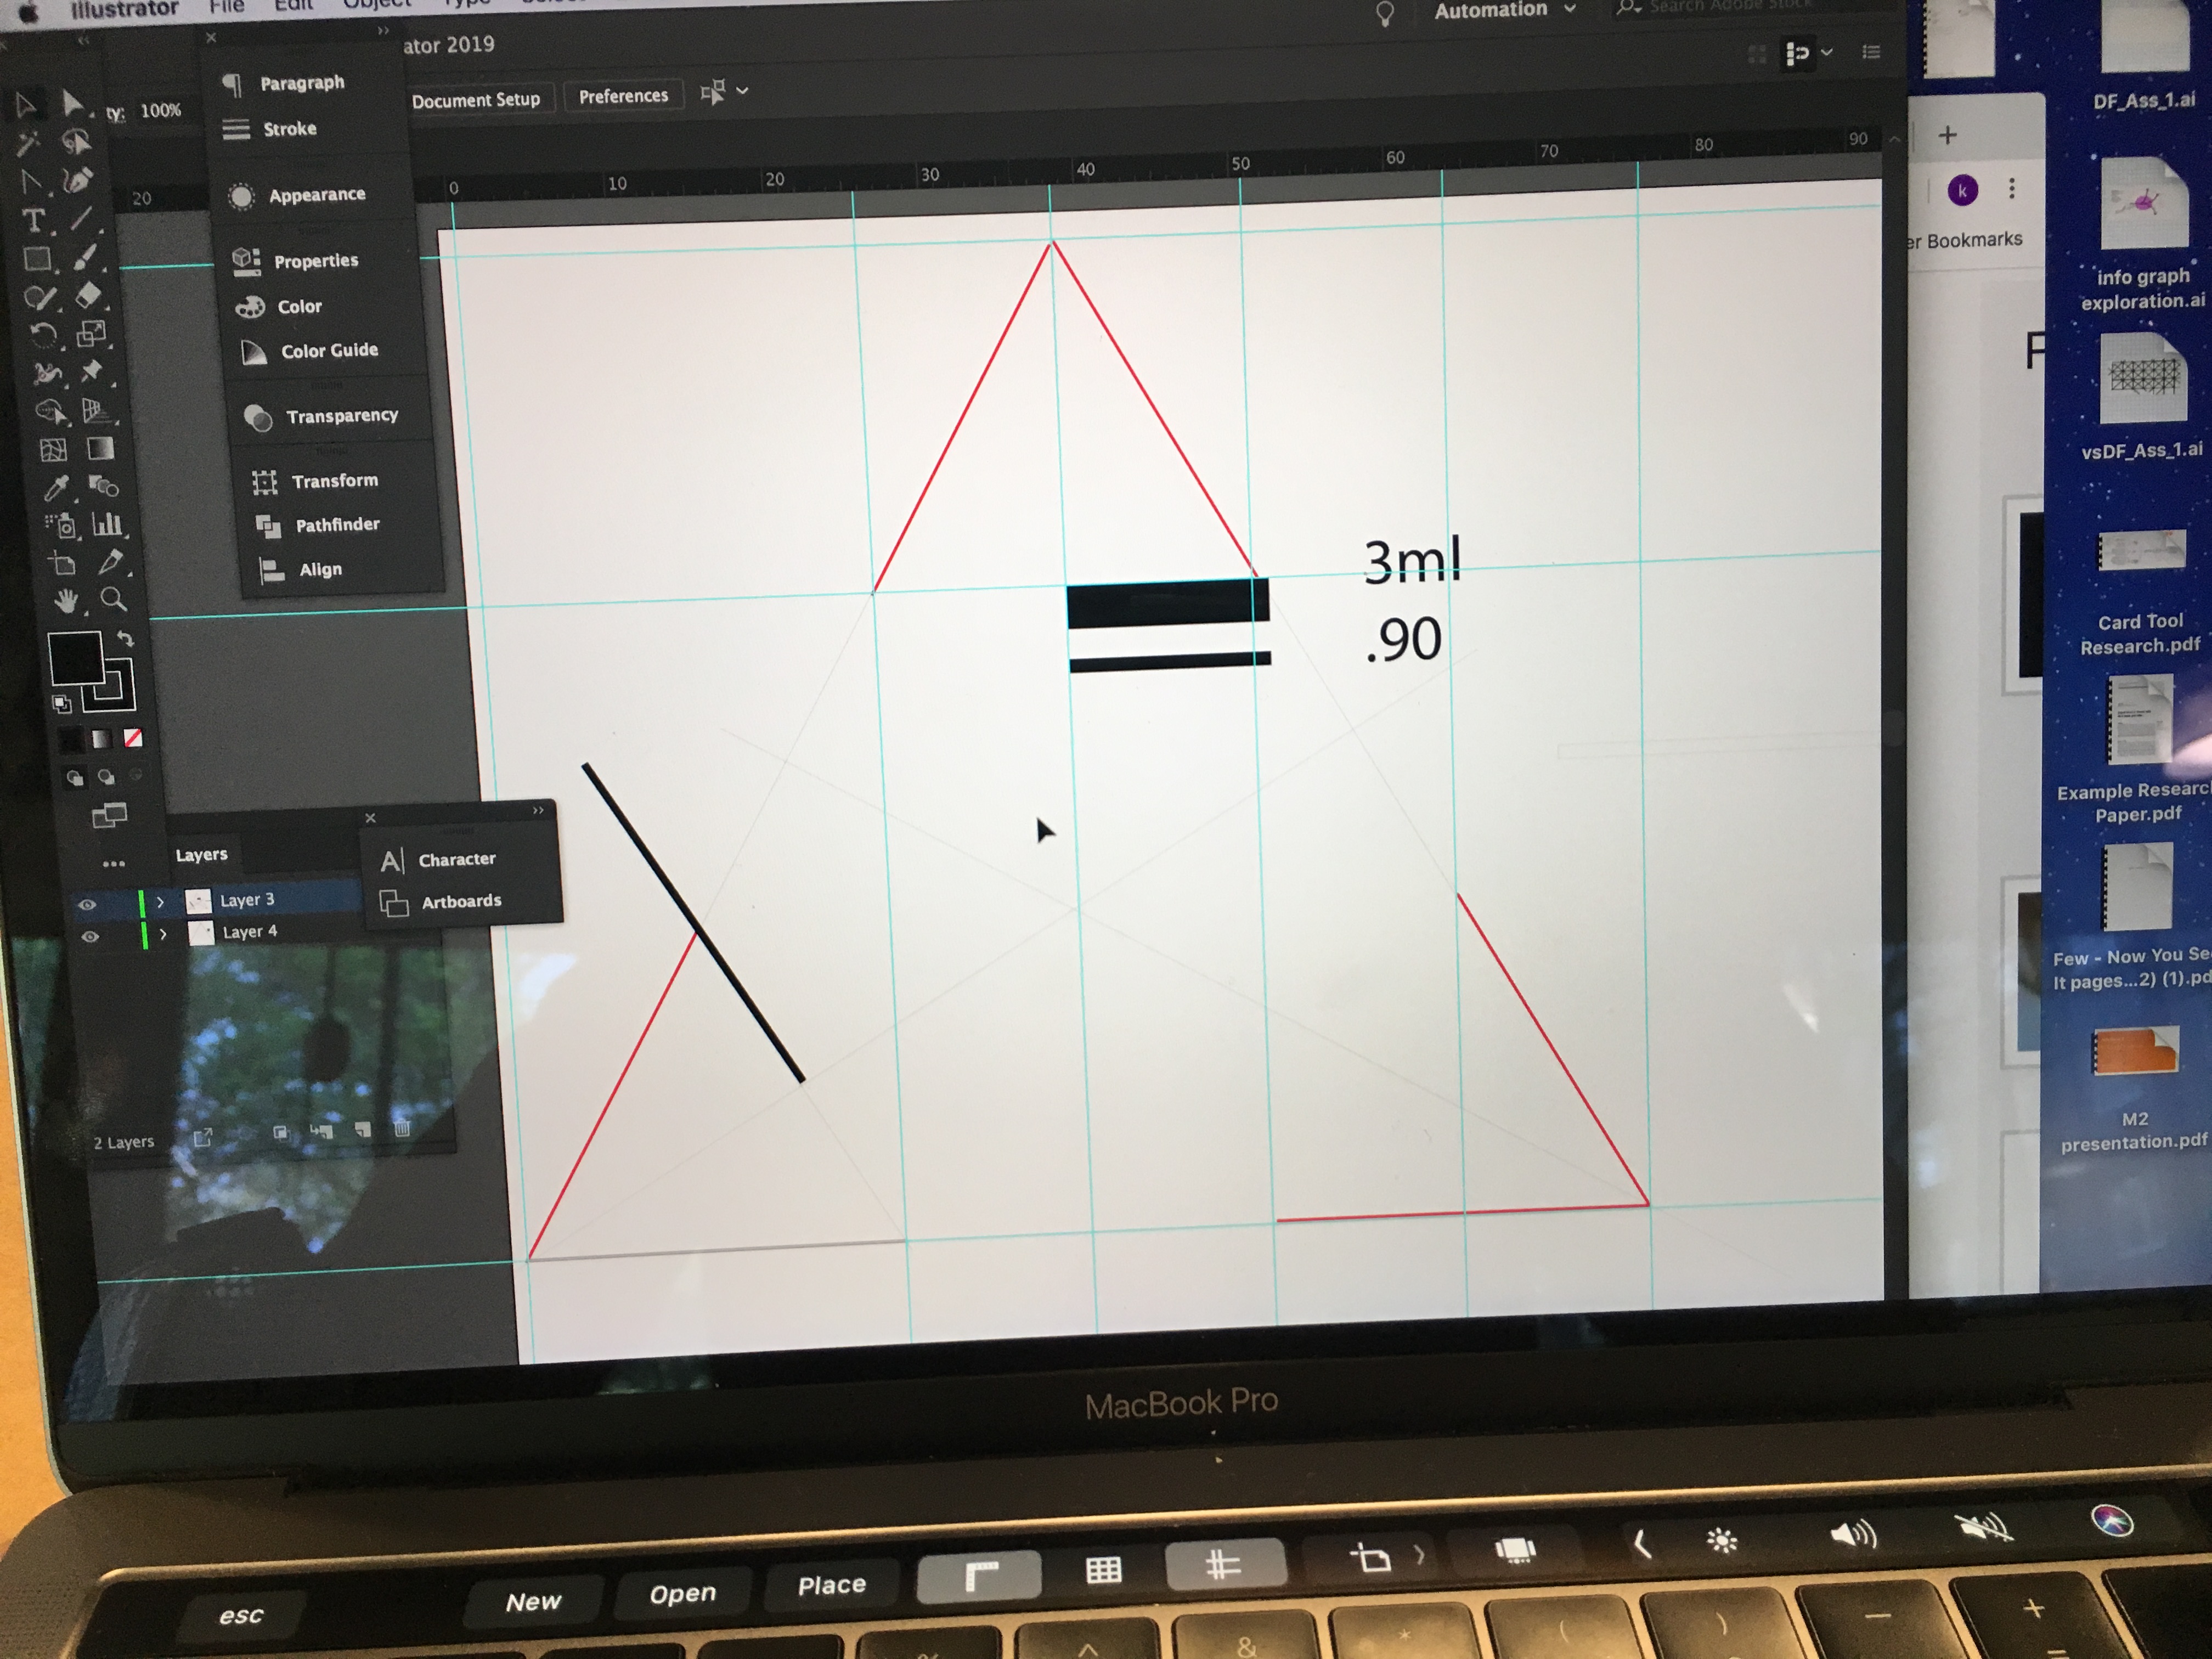 Illustrator File Edit Object Type
ator 2019
Automation
Search Adobe Stock
ty: 100%
Document Setup
Preferences
Paragraph
Stroke
Appearance
Properties
Color
Color Guide
Transparency
Transform
Pathfinder
Align
20
0 10 20 30 40 50 60 70 80 90
3ml
.90
Layers
Layer 3
Layer 4
2 Layers
Character
Artboards
k
er Bookmarks
F
DF_Ass_1.ai
info graph
exploration.ai
vsDF_Ass_1.ai
Card Tool
Research.pdf
Example Researc
Paper.pdf
Few - Now You Se
It pages...2) (1).pd
M2
presentation.pdf
MacBook Pro
esc
New
Open
Place
^
&
*
(
)
−
+
=